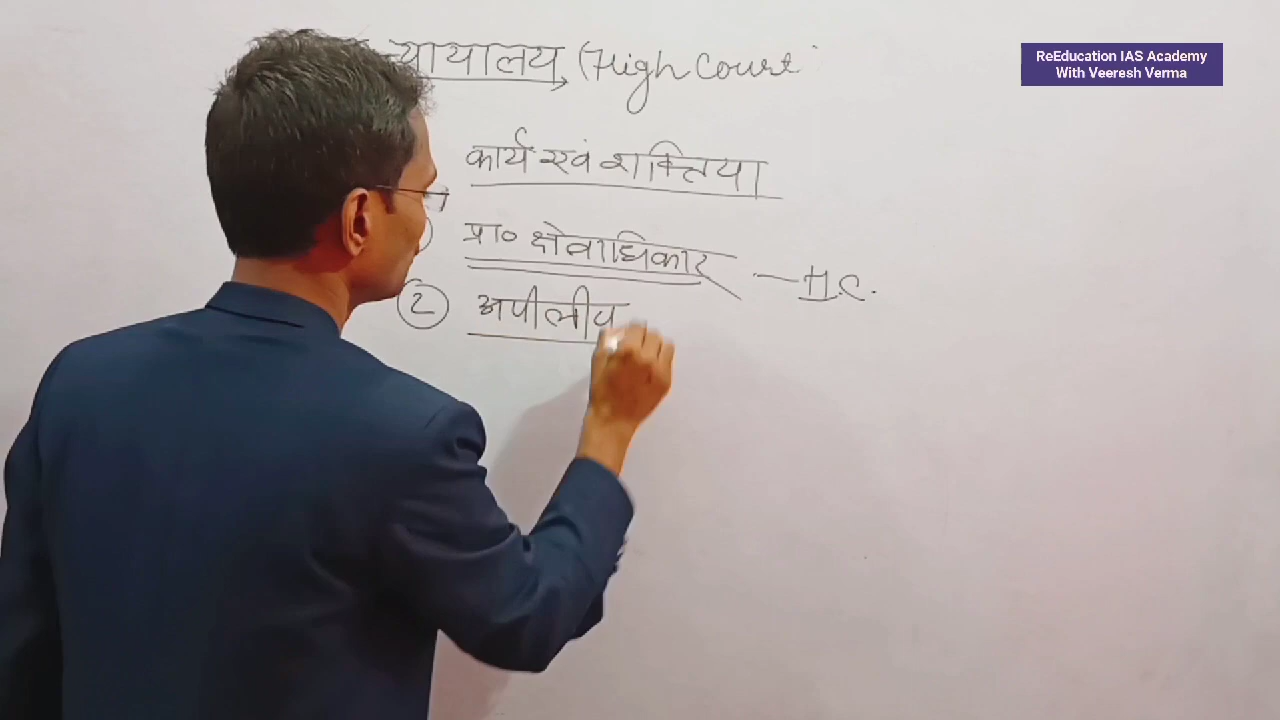 न्यायालय (High Court
ReEducation IAS Academy
With Veeresh Verma
कार्य एवं शक्तिया
प्रा० क्षेत्राधिकार — H.C.
2 अपीलीय